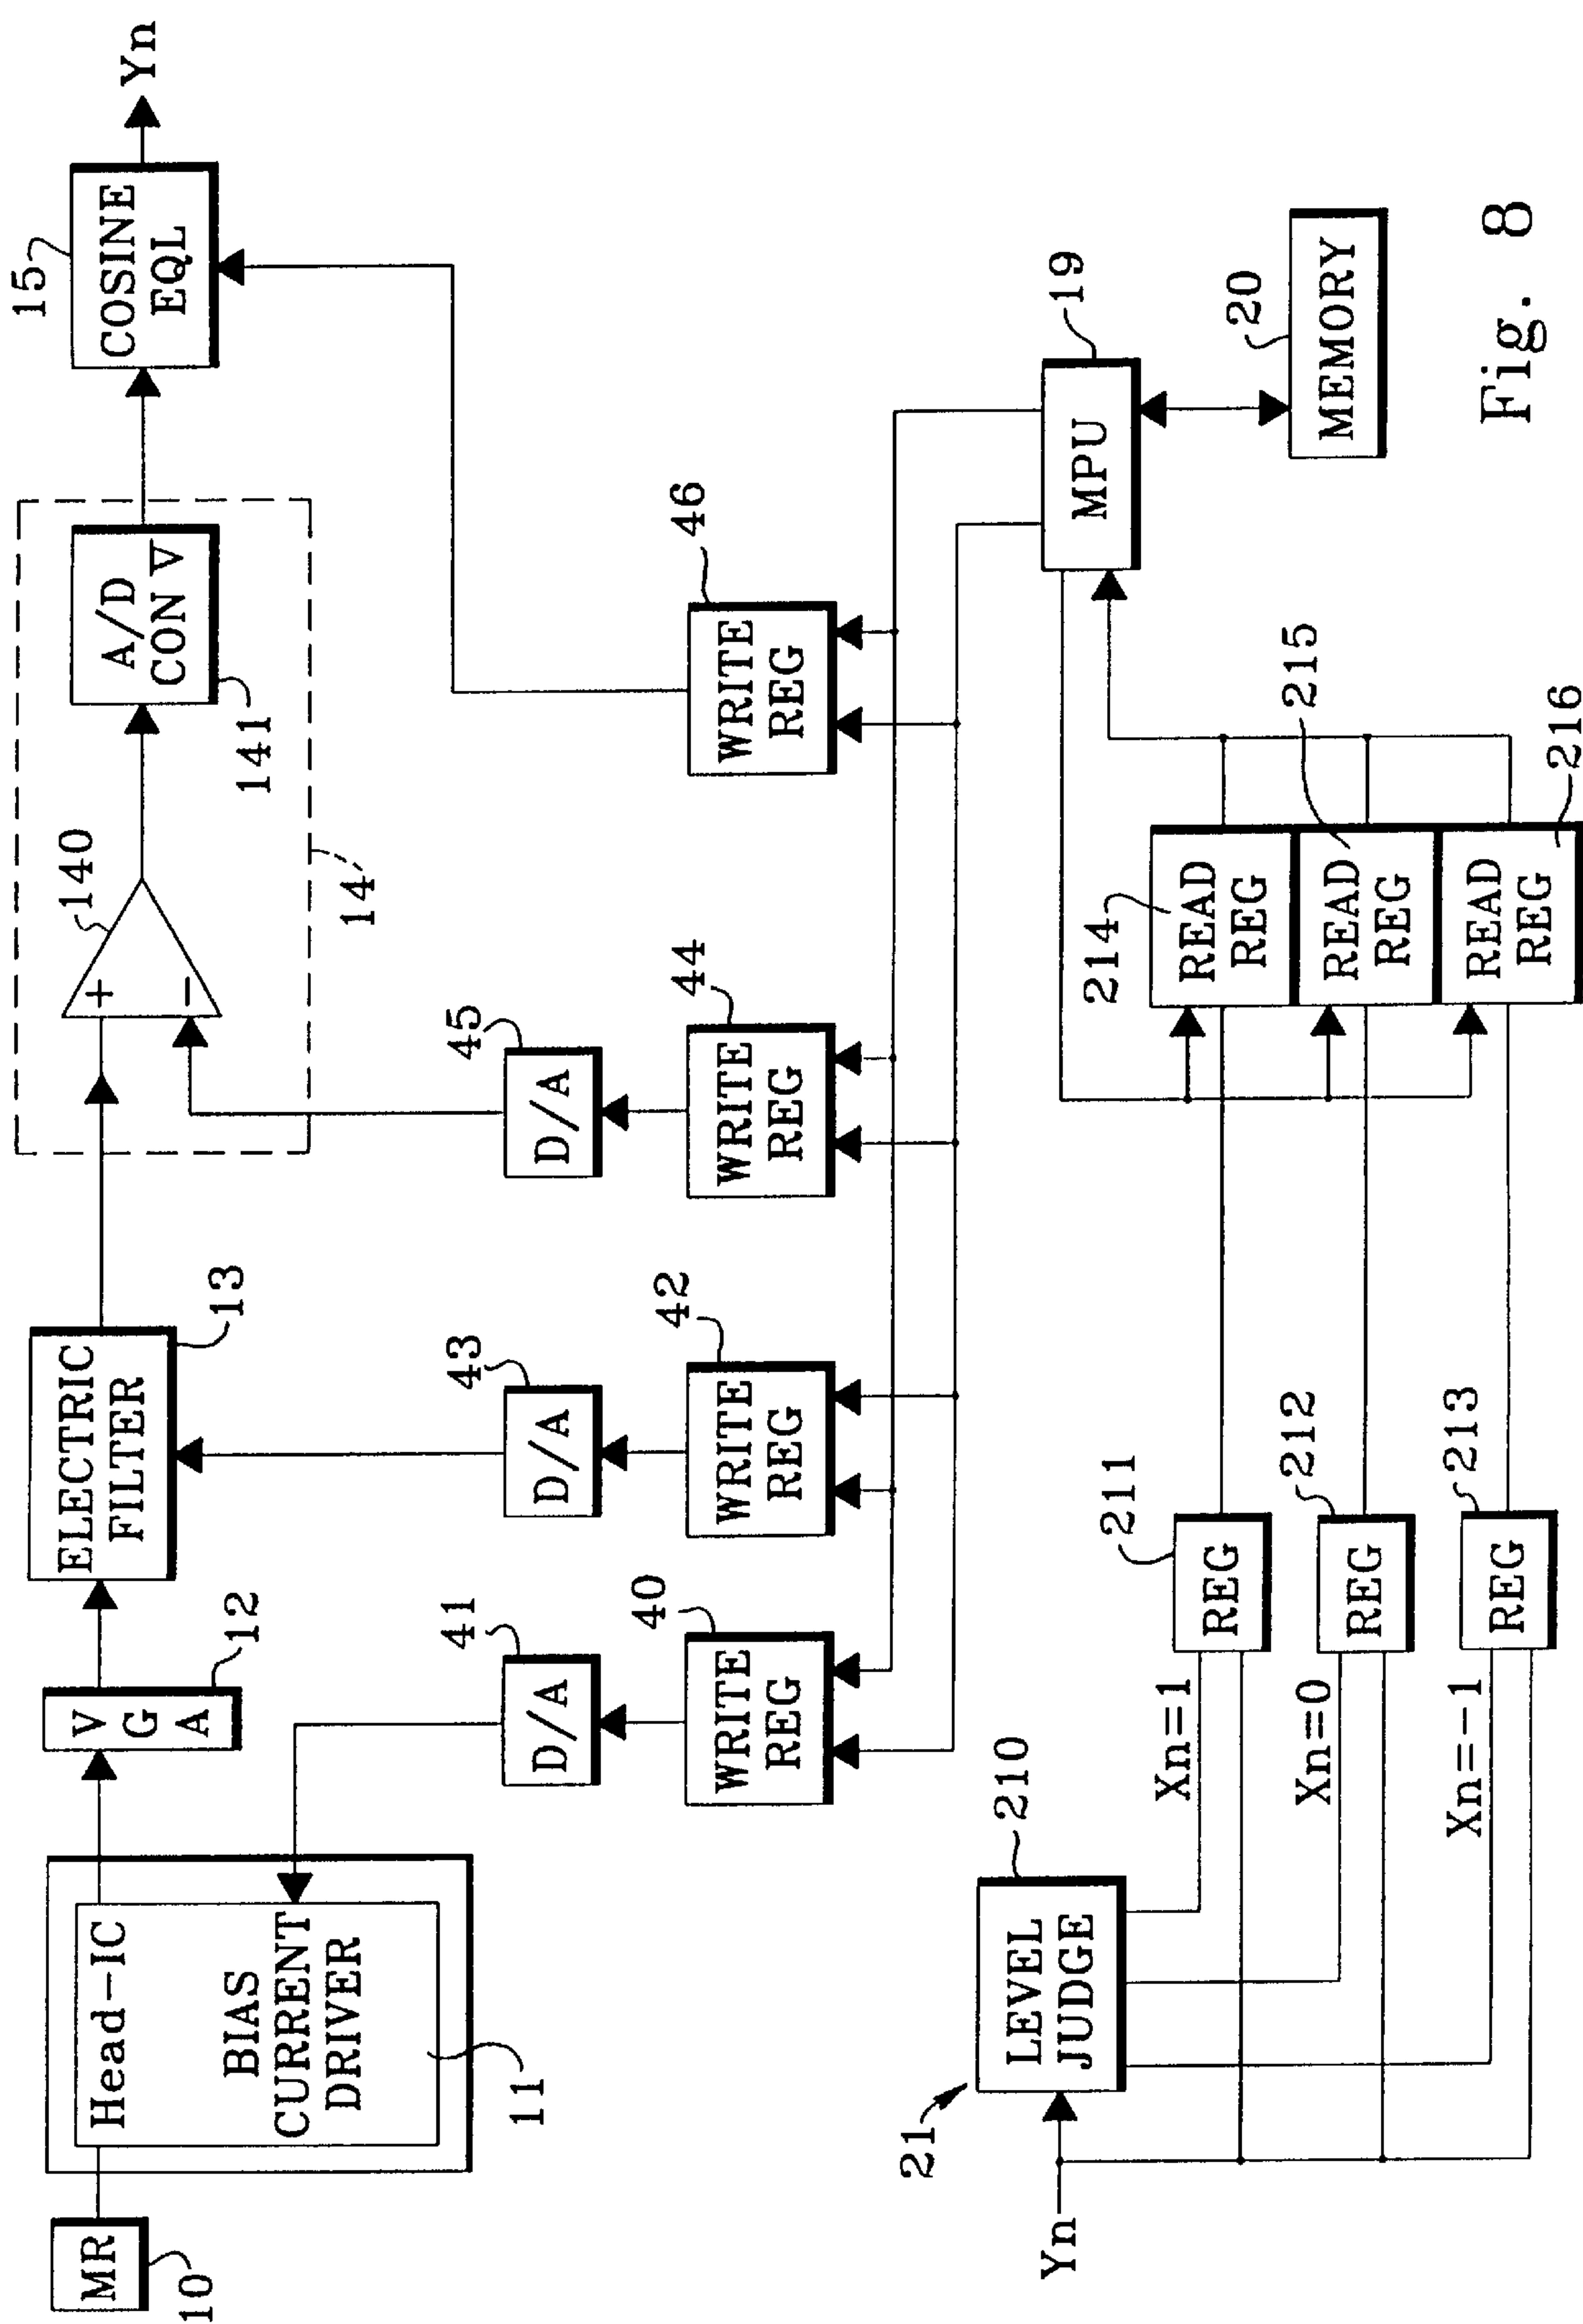 MR
10
Head-IC
BIAS
CURRENT
DRIVER
11
V
G
A
12
ELECTRIC
FILTER
13
+
−
140
A/D
CONV
141
14
COSINE
EQL
15
Yn
D/A
41
D/A
43
D/A
45
WRITE
REG
40
WRITE
REG
42
WRITE
REG
44
WRITE
REG
46
Yn
21
LEVEL
JUDGE
210
Xn=1
Xn=0
Xn=-1
REG
211
REG
212
REG
213
READ
REG
214
READ
REG
215
READ
REG
216
MPU
19
MEMORY
20
Fig. 8